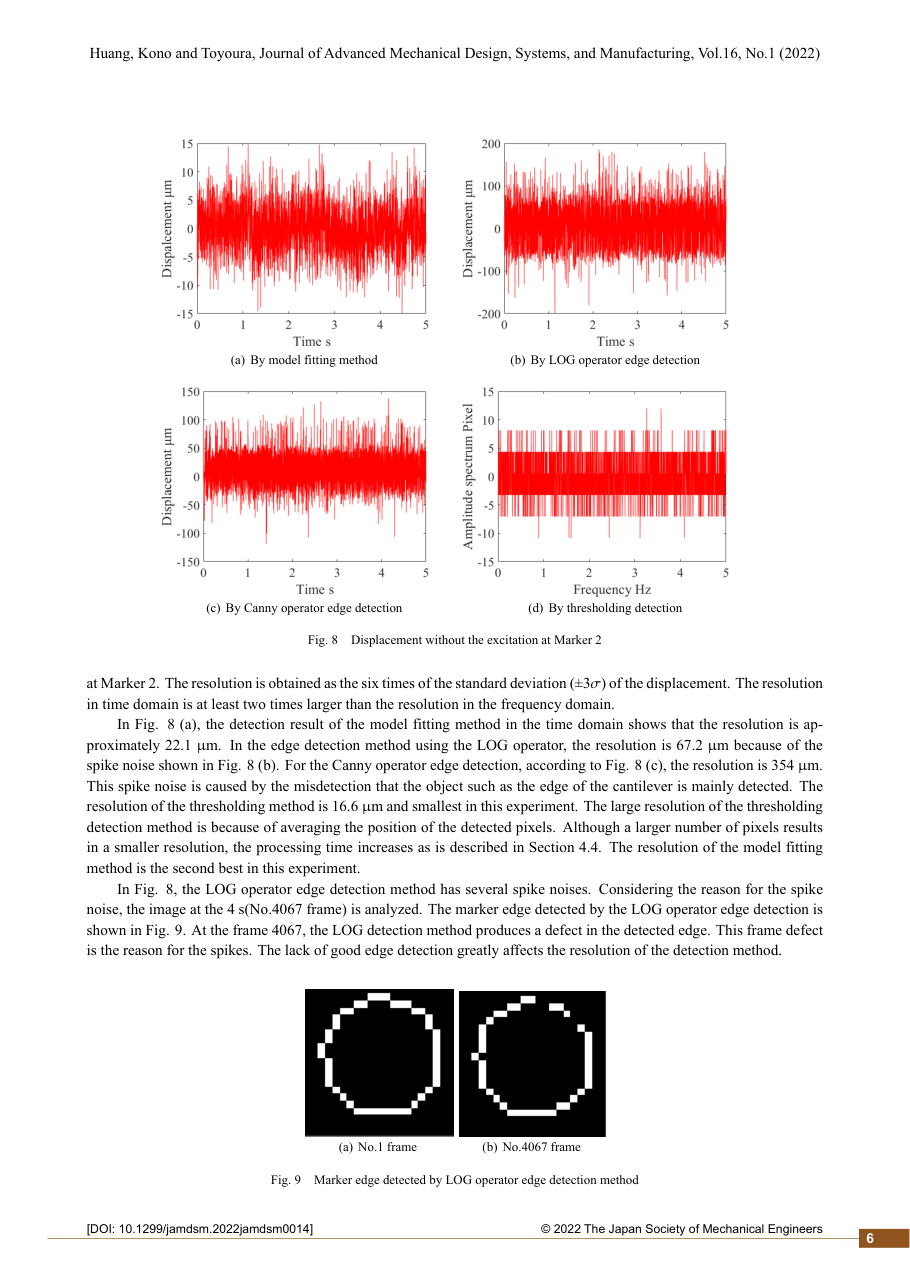 Huang, Kono and Toyoura, Journal of Advanced Mechanical Design, Systems, and Manufacturing, Vol.16, No.1 (2022)
15
10
5
0
-5
-10
-15
Dispalcement μm
0 1 2 3 4 5
Time s
(a) By model fitting method
200
100
0
-100
-200
Displacement μm
0 1 2 3 4 5
Time s
(b) By LOG operator edge detection
150
100
50
0
-50
-100
-150
Displacement μm
0 1 2 3 4 5
Time s
(c) By Canny operator edge detection
15
10
5
0
-5
-10
-15
Amplitude spectrum Pixel
0 1 2 3 4 5
Frequency Hz
(d) By thresholding detection
Fig. 8 Displacement without the excitation at Marker 2
at Marker 2. The resolution is obtained as the six times of the standard deviation (±3σ) of the displacement. The resolution
in time domain is at least two times larger than the resolution in the frequency domain.
In Fig. 8 (a), the detection result of the model fitting method in the time domain shows that the resolution is ap-
proximately 22.1 μm. In the edge detection method using the LOG operator, the resolution is 67.2 μm because of the
spike noise shown in Fig. 8 (b). For the Canny operator edge detection, according to Fig. 8 (c), the resolution is 354 μm.
This spike noise is caused by the misdetection that the object such as the edge of the cantilever is mainly detected. The
resolution of the thresholding method is 16.6 μm and smallest in this experiment. The large resolution of the thresholding
detection method is because of averaging the position of the detected pixels. Although a larger number of pixels results
in a smaller resolution, the processing time increases as is described in Section 4.4. The resolution of the model fitting
method is the second best in this experiment.
In Fig. 8, the LOG operator edge detection method has several spike noises. Considering the reason for the spike
noise, the image at the 4 s(No.4067 frame) is analyzed. The marker edge detected by the LOG operator edge detection is
shown in Fig. 9. At the frame 4067, the LOG detection method produces a defect in the detected edge. This frame defect
is the reason for the spikes. The lack of good edge detection greatly affects the resolution of the detection method.
(a) No.1 frame
(b) No.4067 frame
Fig. 9 Marker edge detected by LOG operator edge detection method
[DOI: 10.1299/jamdsm.2022jamdsm0014]
© 2022 The Japan Society of Mechanical Engineers
6